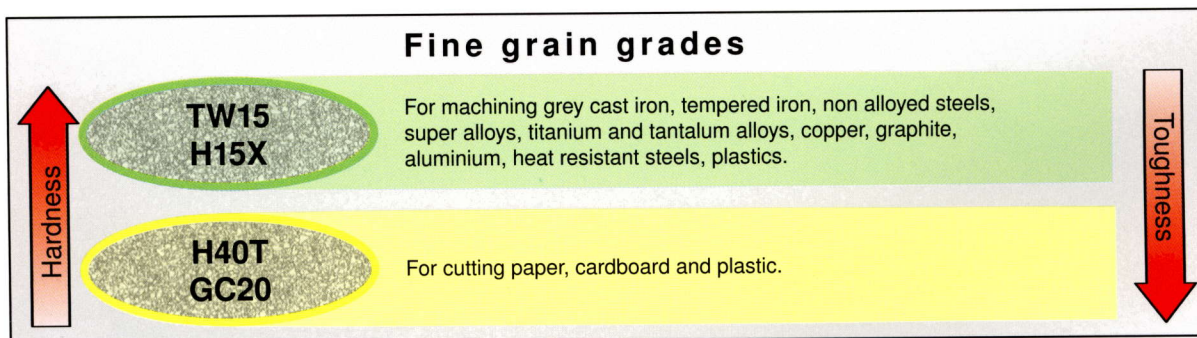 Fine grain grades
Hardness
TW15
H15X
For machining grey cast iron, tempered iron, non alloyed steels,
super alloys, titanium and tantalum alloys, copper, graphite,
aluminium, heat resistant steels, plastics.
H40T
GC20
For cutting paper, cardboard and plastic.
Toughness